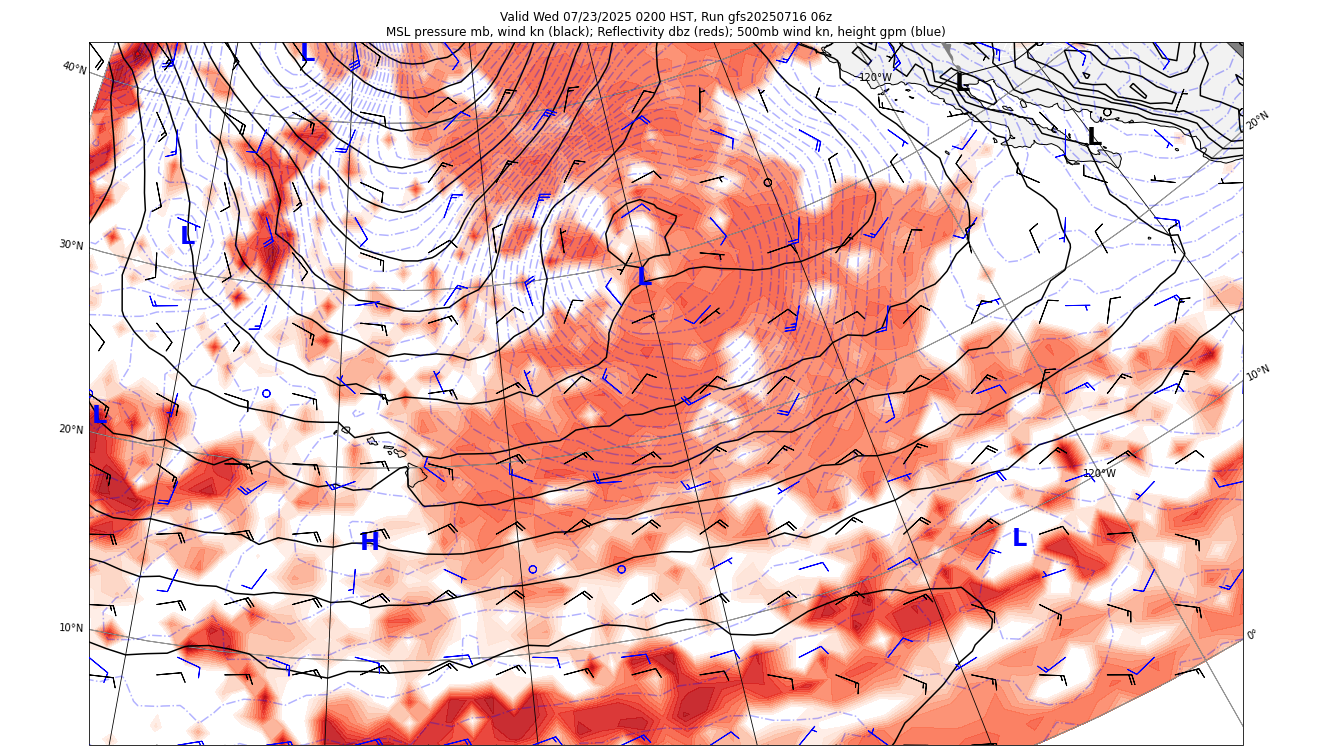 Valid Wed 07/23/2025 0200 HST, Run gfs20250716 06z
MSL pressure mb, wind kn (black); Reflectivity dbz (reds); 500mb wind kn, height gpm (blue)
L
40°N
120°W
L
20°N
L
30°N
L
L
10°N
L
20°N
120°W
H
L
10°N
0°